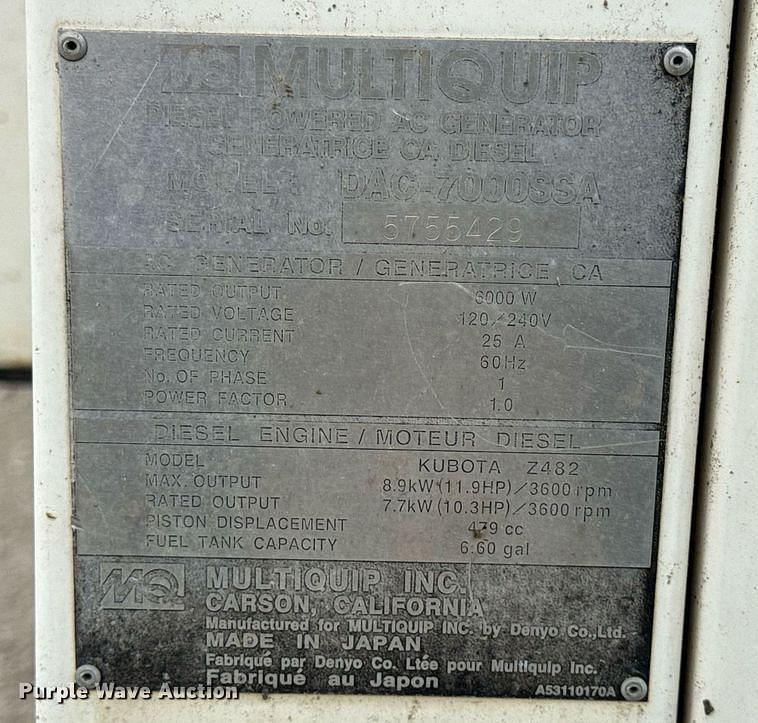 MQ MULTIQUIP
DIESEL POWERED AC GENERATOR
GENERATRICE CA DIESEL
MODEL : DAC-7000SSA
SERIAL No. 5755429
AC GENERATOR / GENERATRICE CA
RATED OUTPUT 6000 W
RATED VOLTAGE 120/240V
RATED CURRENT 25 A
FREQUENCY 60Hz
No. OF PHASE 1
POWER FACTOR 1.0
DIESEL ENGINE / MOTEUR DIESEL
MODEL KUBOTA Z482
MAX. OUTPUT 8.9kW (11.9HP)/3600 rpm
RATED OUTPUT 7.7kW (10.3HP)/3600 rpm
PISTON DISPLACEMENT 479 cc
FUEL TANK CAPACITY 6.60 gal
MQ MULTIQUIP INC.
CARSON, CALIFORNIA
Manufactured for MULTIQUIP INC. by Denyo Co.,Ltd.
MADE IN JAPAN
Fabriqué par Denyo Co. Ltée pour Multiquip Inc.
Fabriqué au Japon
A53110170A
Purple Wave Auction